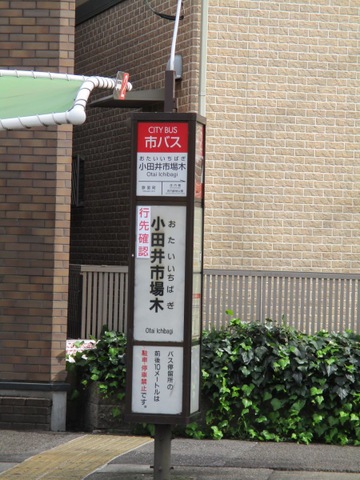 CITY BUS
市バス
おたいいちばぎ
小田井市場木
Otai Ichibagi
行先確認
おたいいちばぎ
小田井市場木
Otai Ichibagi
バス停留所の、
前後10メートルは
駐車・停車禁止です。